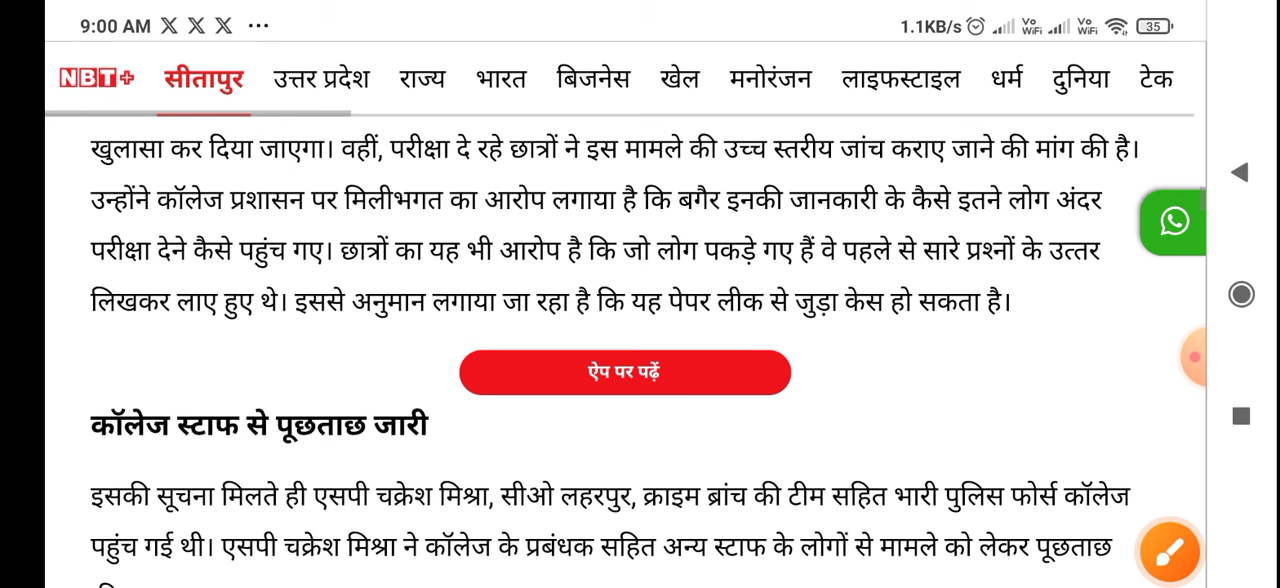 9:00 AM X X X ... 1.1KB/s Vo WiFi Vo WiFi 35
NBT+ सीतापुर उत्तर प्रदेश राज्य भारत बिजनेस खेल मनोरंजन लाइफस्टाइल धर्म दुनिया टेक
खुलासा कर दिया जाएगा। वहीं, परीक्षा दे रहे छात्रों ने इस मामले की उच्च स्तरीय जांच कराए जाने की मांग की है।
उन्होंने कॉलेज प्रशासन पर मिलीभगत का आरोप लगाया है कि बगैर इनकी जानकारी के कैसे इतने लोग अंदर
परीक्षा देने कैसे पहुंच गए। छात्रों का यह भी आरोप है कि जो लोग पकड़े गए हैं वे पहले से सारे प्रश्नों के उत्तर
लिखकर लाए हुए थे। इससे अनुमान लगाया जा रहा है कि यह पेपर लीक से जुड़ा केस हो सकता है।
ऐप पर पढ़ें
कॉलेज स्टाफ से पूछताछ जारी
इसकी सूचना मिलते ही एसपी चक्रेश मिश्रा, सीओ लहरपुर, क्राइम ब्रांच की टीम सहित भारी पुलिस फोर्स कॉलेज
पहुंच गई थी। एसपी चक्रेश मिश्रा ने कॉलेज के प्रबंधक सहित अन्य स्टाफ के लोगों से मामले को लेकर पूछताछ